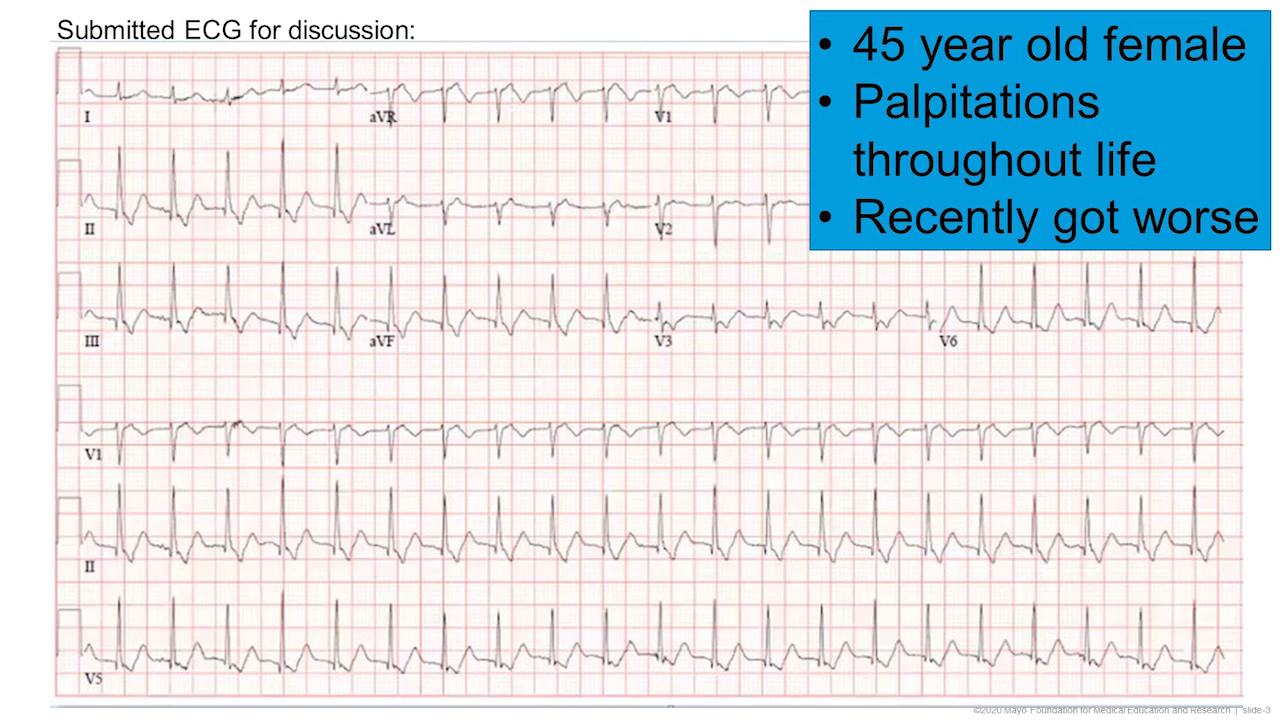 Submitted ECG for discussion:
• 45 year old female
• Palpitations
throughout life
• Recently got worse
I
aVR
V1
II
aVL
V2
III
aVF
V3
V6
V1
II
V5
©2020 Mayo Foundation for Medical Education and Research | slide-3